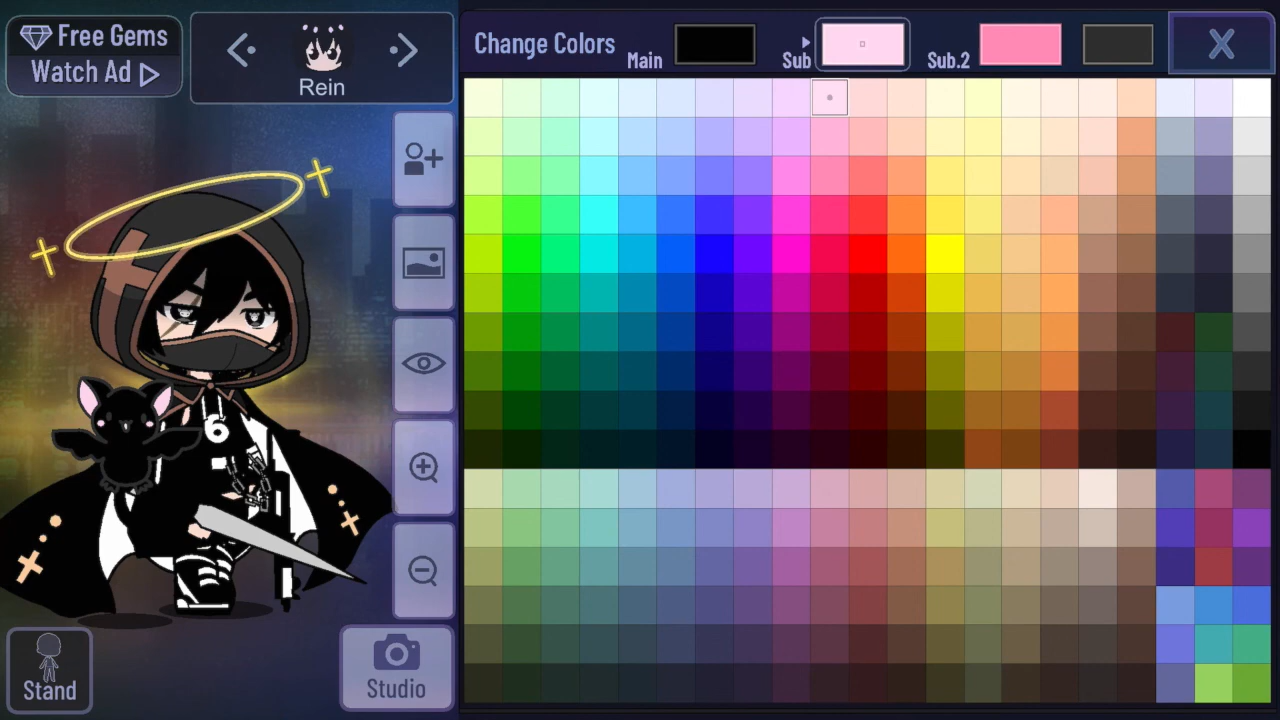 Free Gems
Watch Ad
Rein
Change Colors
Main
Sub
Sub.2
X
6
Stand
Studio